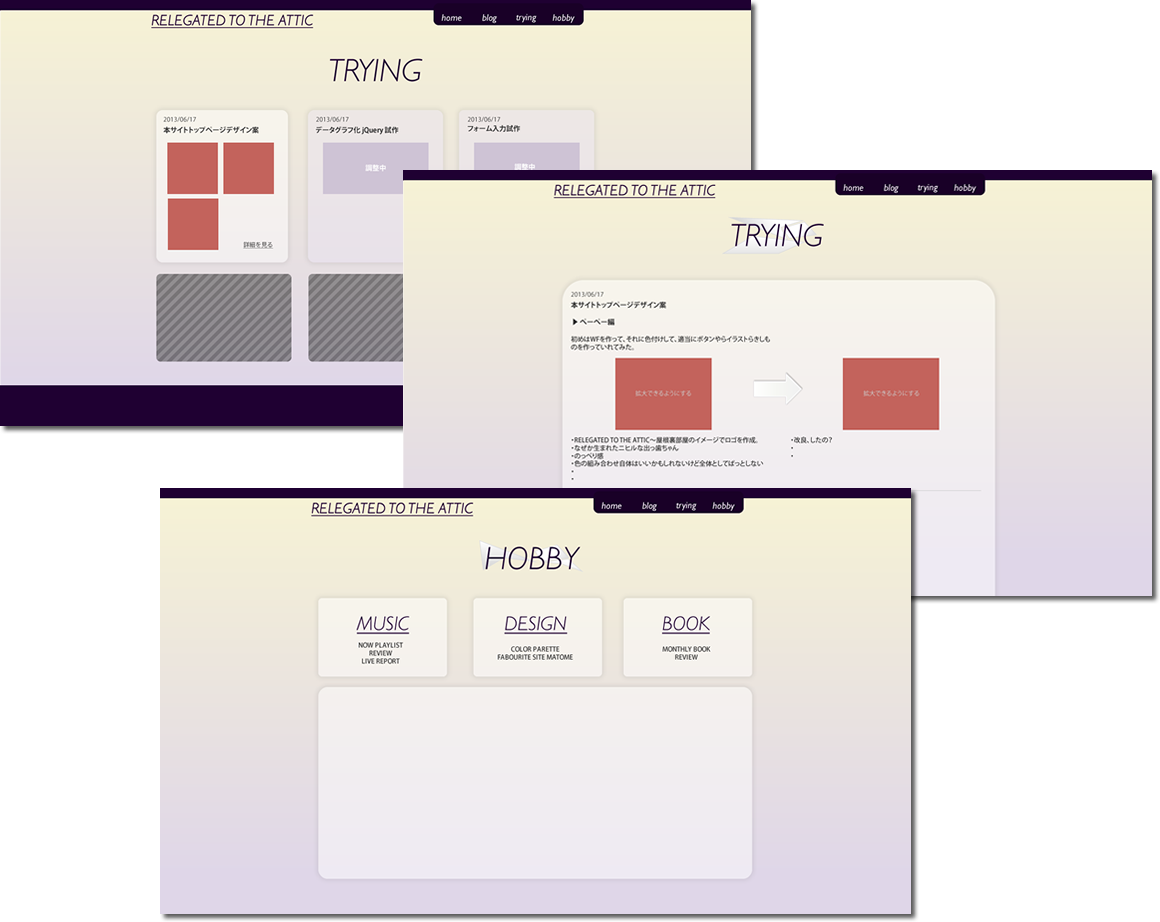 RELEGATED TO THE ATTIC
home blog trying hobby
TRYING
2013/06/17
本サイトトップページデザイン案
詳細を見る
2013/06/17
データグラフ化 jQuery 試作
調整中
2013/06/17
フォーム入力試作
調整中
RELEGATED TO THE ATTIC
home blog trying hobby
TRYING
2013/06/17
本サイトトップページデザイン案
▶ペーペー編
初めはWFを作って、それに色付けして、適当にボタンやらイラストらきしも
のを作っていれてみた。
拡大できるようにする
拡大できるようにする
・RELEGATED TO THE ATTIC～屋根裏部屋のイメージでロゴを作成。
・なぜか生まれたニヒルな出っ歯ちゃん
・のっぺり感
・色の組み合わせ自体はいいかもしれないけど全体としてぱっとしない
・
・
・改良、したの？
・
・
RELEGATED TO THE ATTIC
home blog trying hobby
HOBBY
MUSIC
NOW PLAYLIST
REVIEW
LIVE REPORT
DESIGN
COLOR PARETTE
FABOURITE SITE MATOME
BOOK
MONTHLY BOOK
REVIEW